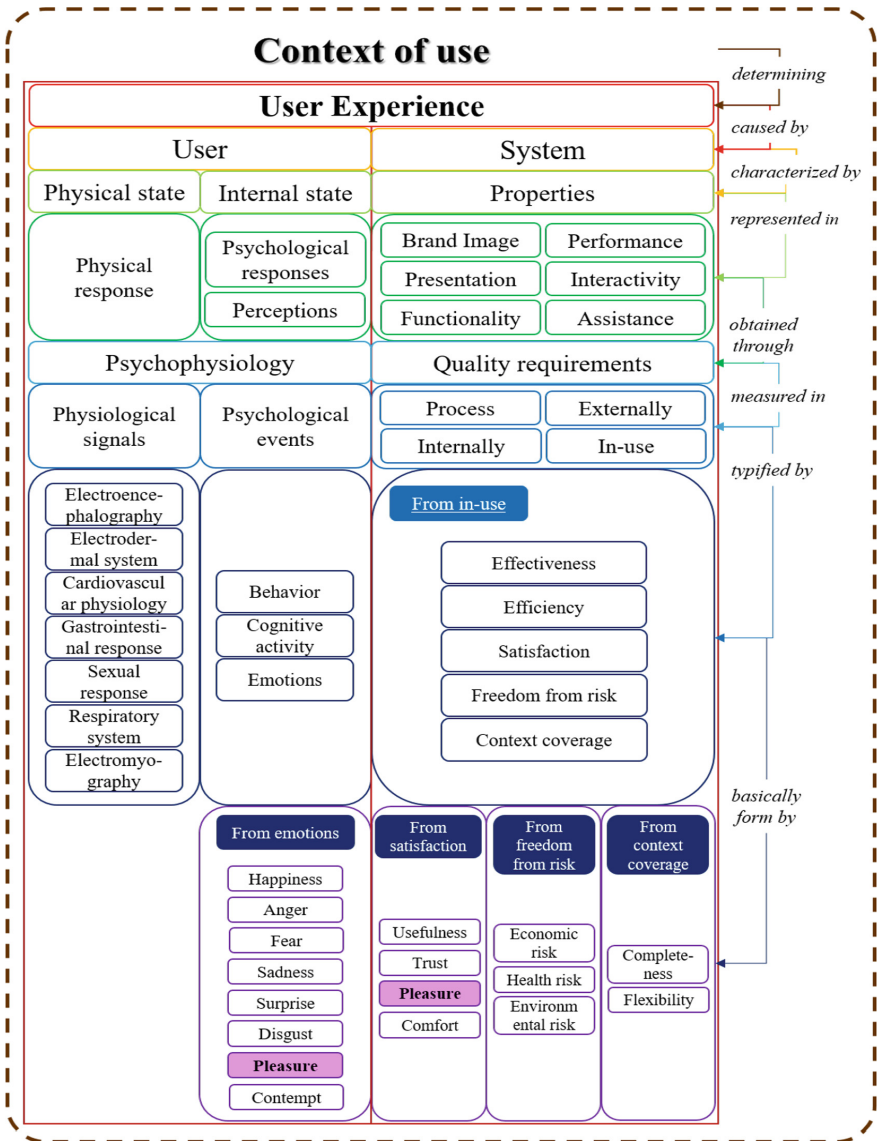 Context of use
User Experience
determining
caused by
User
System
characterized by
Physical state
Internal state
Properties
represented in
Physical
response
Psychological
responses
Perceptions
Brand Image
Performance
Presentation
Interactivity
Functionality
Assistance
obtained
through
Psychophysiology
Quality requirements
measured in
Physiological
signals
Psychological
events
Process
Externally
Internally
In-use
typified by
Electroence-
phalography
Electroder-
mal system
Cardiovascul
ar physiology
Gastrointesti-
nal response
Sexual
response
Respiratory
system
Electromyo-
graphy
Behavior
Cognitive
activity
Emotions
From in-use
Effectiveness
Efficiency
Satisfaction
Freedom from risk
Context coverage
basically
form by
From emotions
Happiness
Anger
Fear
Sadness
Surprise
Disgust
Pleasure
Contempt
From
satisfaction
Usefulness
Trust
Pleasure
Comfort
From
freedom
from risk
Economic
risk
Health risk
Environm
ental risk
From
context
coverage
Complete-
ness
Flexibility